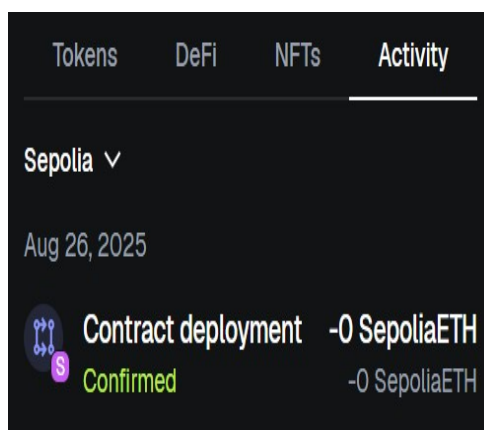 Tokens DeFi NFTs Activity
Sepolia
Aug 26, 2025
Contract deployment -0 SepoliaETH
S Confirmed -0 SepoliaETH